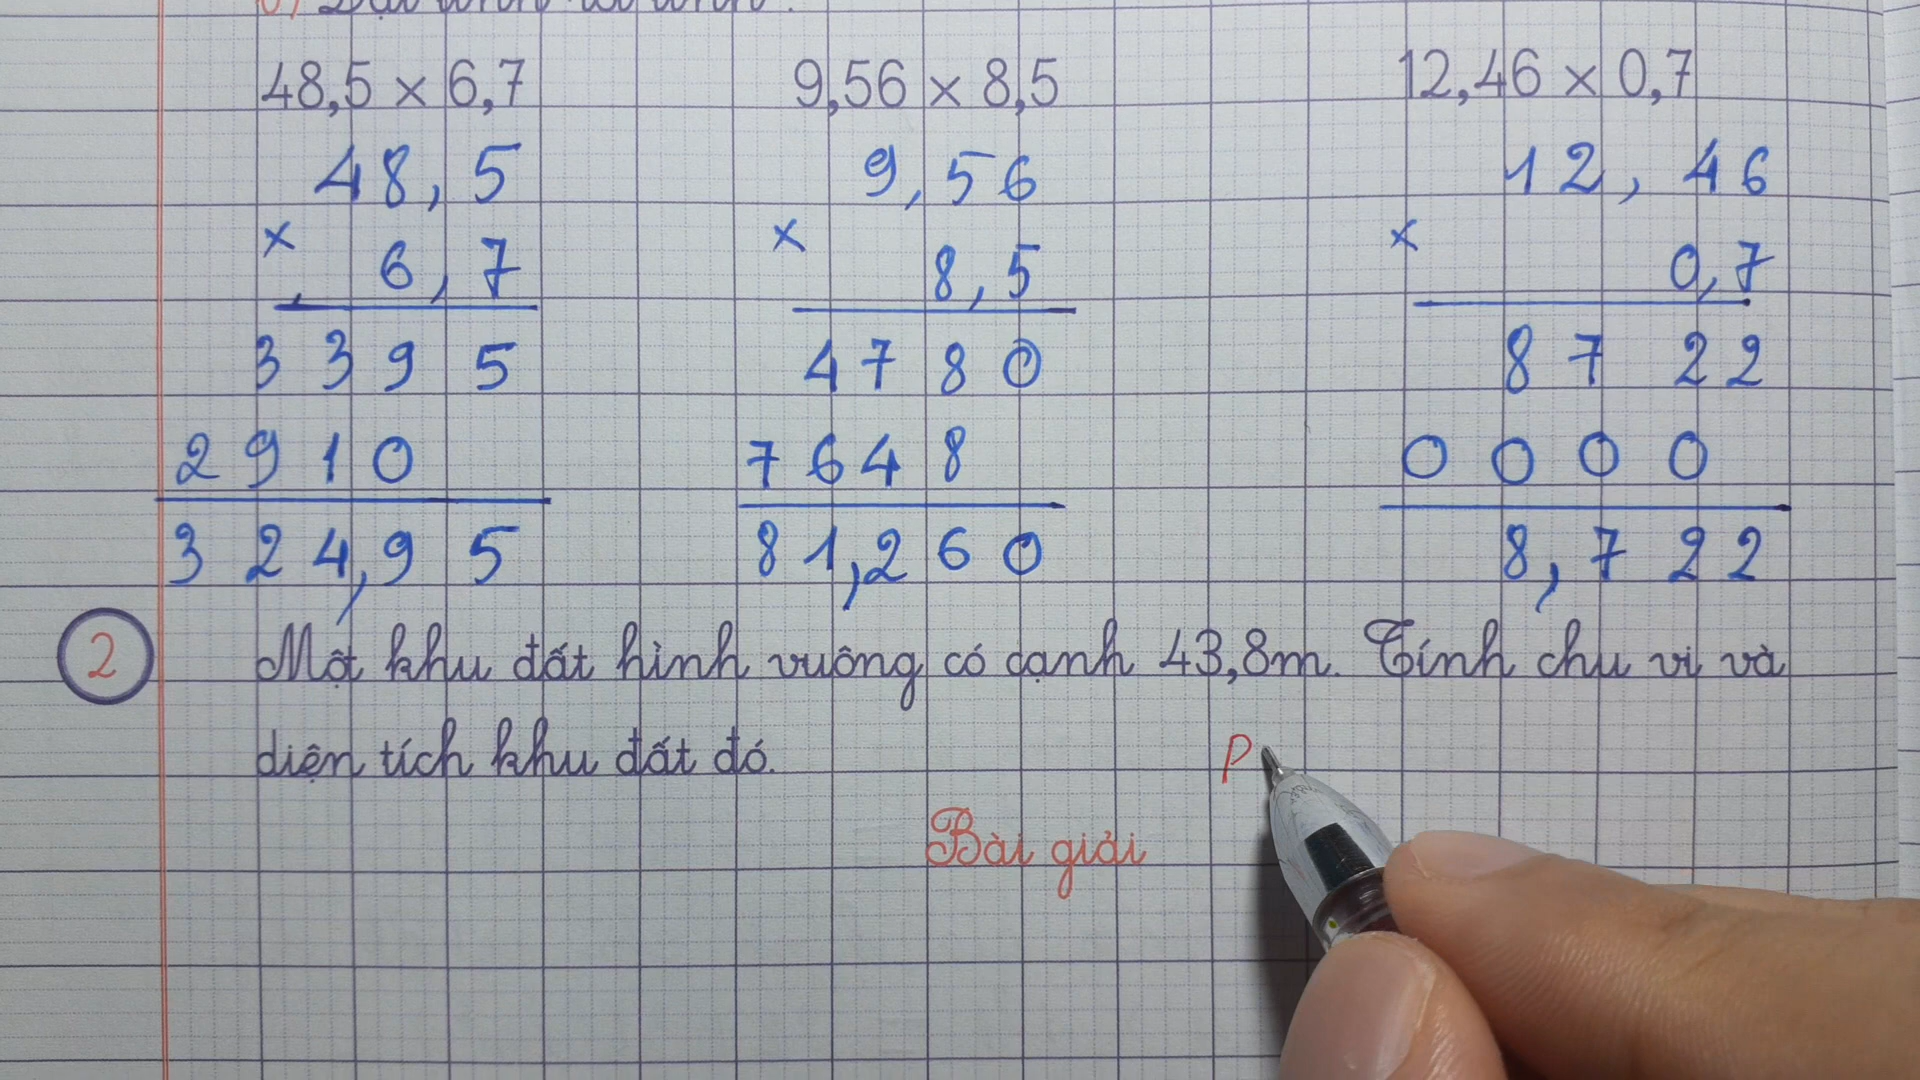 48,5 × 6,7 9,56 × 8,5 12,46 × 0,7
48,5 9,56 12,46
× 6,7 × 8,5 × 0,7
3395 4780 8722
2910 7648 0000
324,95 81,260 8,722
2 Một khu đất hình vuông có cạnh 43,8m. Tính chu vi và
diện tích khu đất đó.
P
Bài giải